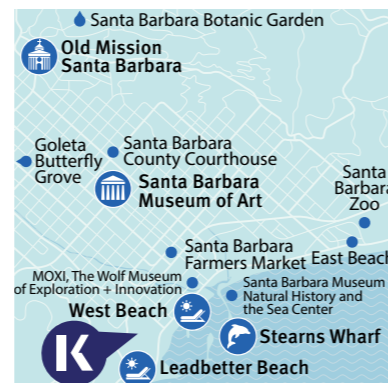 Santa Barbara Botanic Garden
Old Mission
Santa Barbara
Goleta
Butterfly
Grove
Santa Barbara
County Courthouse
Santa Barbara
Museum of Art
Santa
Barbara
Zoo
Santa Barbara
Farmers Market
East Beach
MOXI, The Wolf Museum
of Exploration + Innovation
Santa Barbara Museum
Natural History and
the Sea Center
West Beach
Stearns Wharf
K
Leadbetter Beach